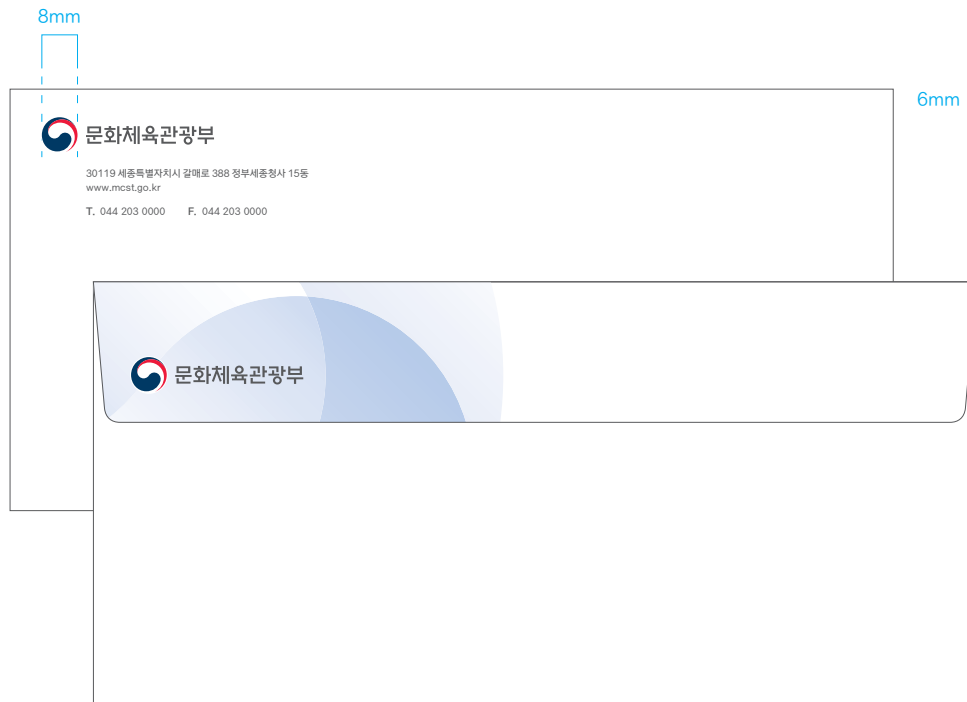 8mm
6mm
문화체육관광부
30119 세종특별자치시 갈매로 388 정부세종청사 15동
www.mcst.go.kr
T. 044 203 0000 F. 044 203 0000
문화체육관광부